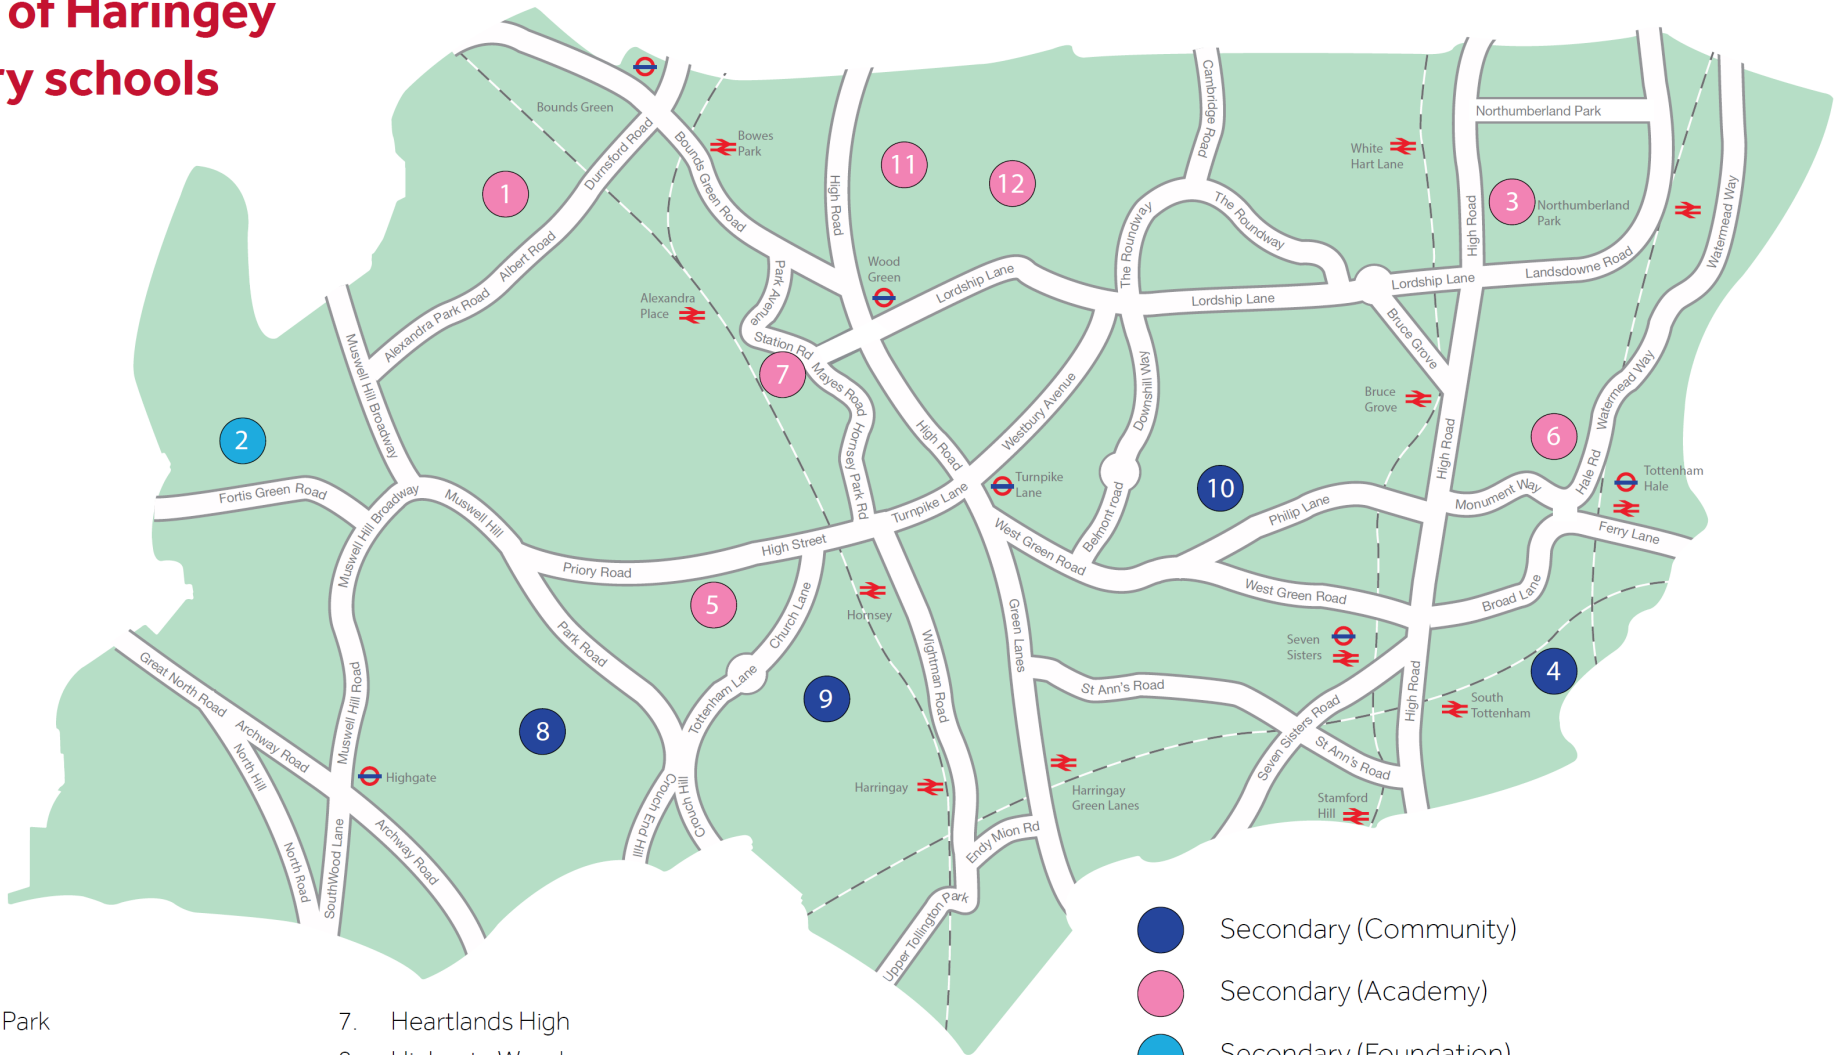 of Haringey
ry schools
Bounds Green
Bowes
Park
Durnsford Road
Bounds Green Road
Albert Road
Alexandra Park Road
1
High Road
11
12
Cambridge Road
The Roundway
The Roundway
White
Hart Lane
Northumberland Park
High Road
3
Northumberland
Park
Watermead Way
Landsdowne Road
Lordship Lane
Lordship Lane
Lordship Lane
Wood
Green
Park Avenue
Alexandra
Place
Station Rd
7
Mayes Road
Hornsey Park Rd
High Road
Westbury Avenue
Downshill Way
Bruce Grove
Bruce
Grove
High Road
Watermead Way
6
Hale Rd
Tottenham
Hale
Monument Way
Ferry Lane
Muswell Hill Broadway
2
Fortis Green Road
Muswell Hill Broadway
Muswell Hill
Turnpike Lane
Turnpike
Lane
Belmont road
10
Philip Lane
West Green Road
West Green Road
Broad Lane
High Street
Priory Road
5
Church Lane
Hornsey
Park Road
Tottenham Lane
9
Wightman Road
Green Lanes
St Ann's Road
Seven
Sisters
High Road
4
South
Tottenham
Seven Sisters Road
St Ann's Road
Stamford
Hill
Great North Road
Archway Road
Muswell Hill Road
North Hill
Highgate
8
Crouch End Hill
Crouch Hill
Harringay
Harringay
Green Lanes
Endy Mion Rd
Upper Tollington Park
North Road
SouthWood Lane
Archway Road
Secondary (Community)
Secondary (Academy)
Secondary (Foundation)
Park
7. Heartlands High